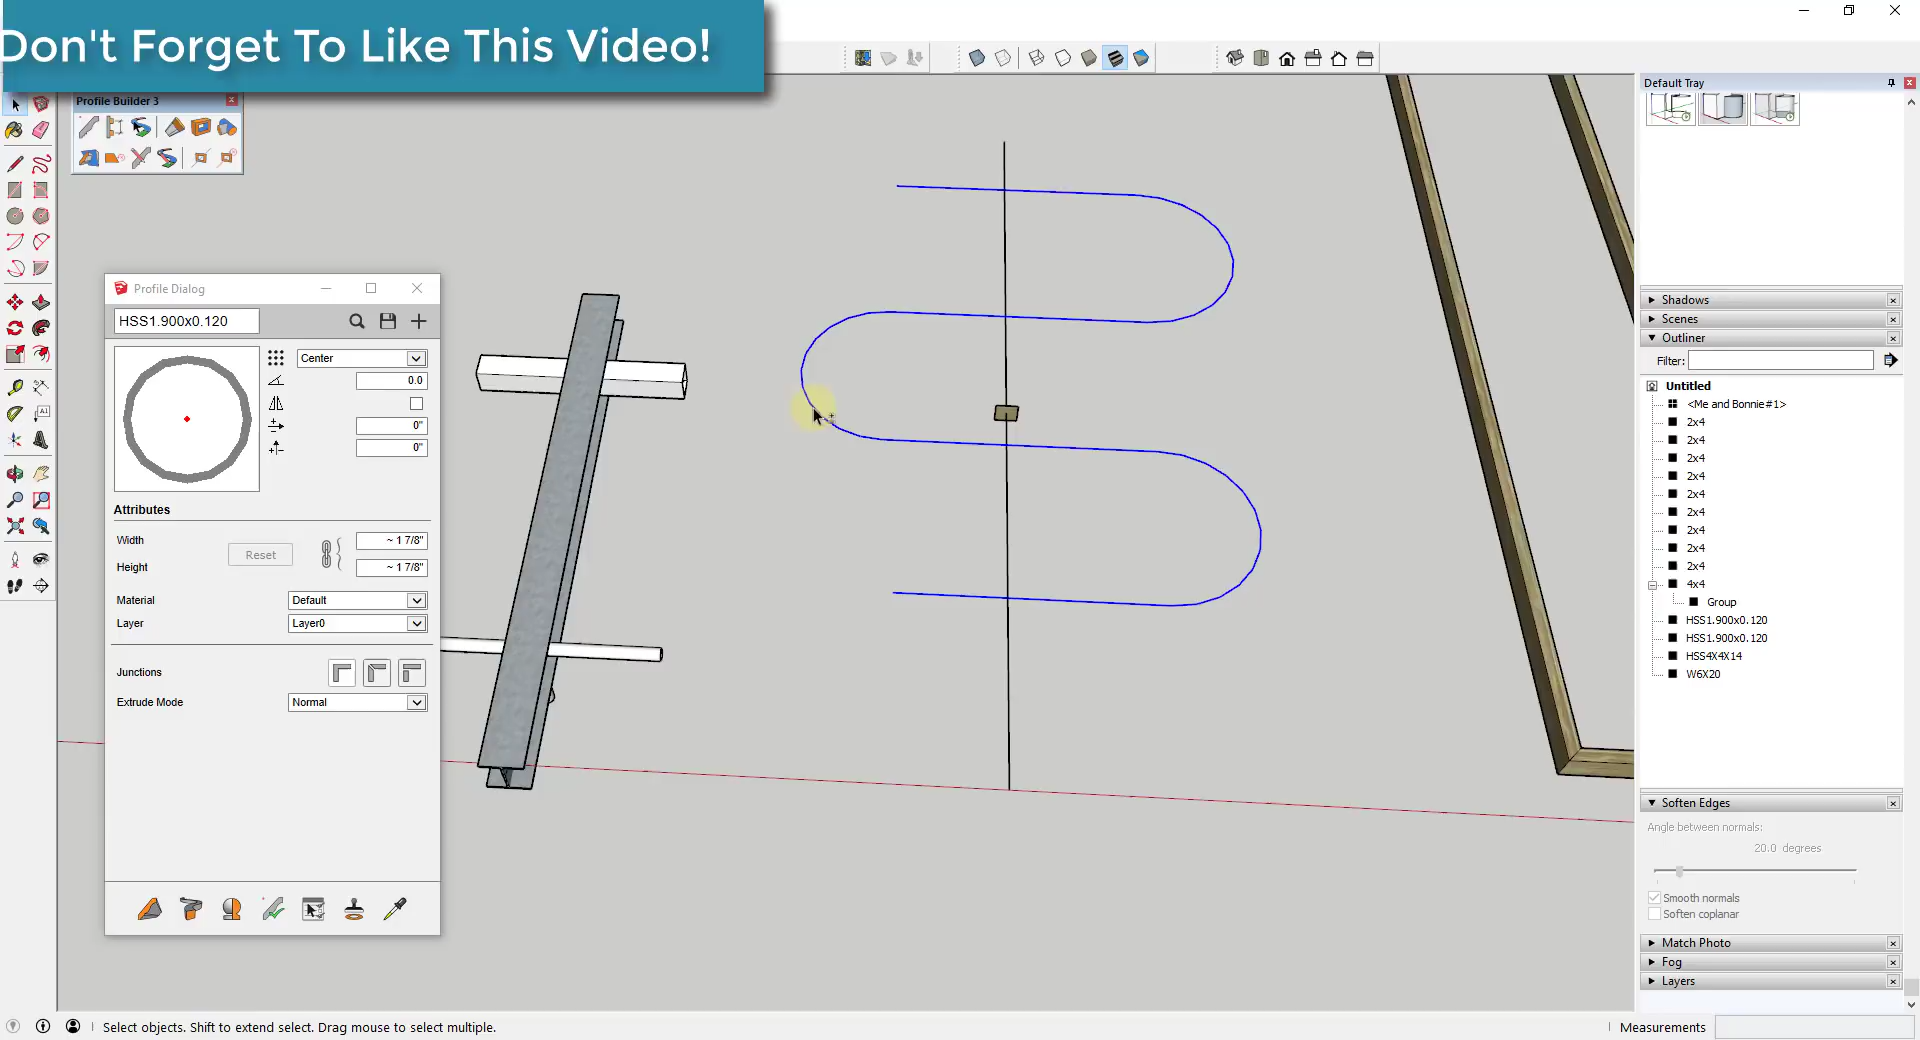 Don't Forget To Like This Video!
Profile Builder 3
Default Tray
Profile Dialog
HSS1.900x0.120
Center
0.0
0"
0"
Attributes
Width
Reset
~ 1 7/8"
Height
~ 1 7/8"
Material
Default
Layer
Layer0
Junctions
Extrude Mode
Normal
Shadows
Scenes
Outliner
Filter:
Untitled
<Me and Bonnie#1>
2x4
2x4
2x4
2x4
2x4
2x4
2x4
2x4
2x4
4x4
Group
HSS1.900x0.120
HSS1.900x0.120
HSS4X4X14
W6X20
Soften Edges
Angle between normals:
20.0 degrees
Smooth normals
Soften coplanar
Match Photo
Fog
Layers
Select objects. Shift to extend select. Drag mouse to select multiple.
Measurements